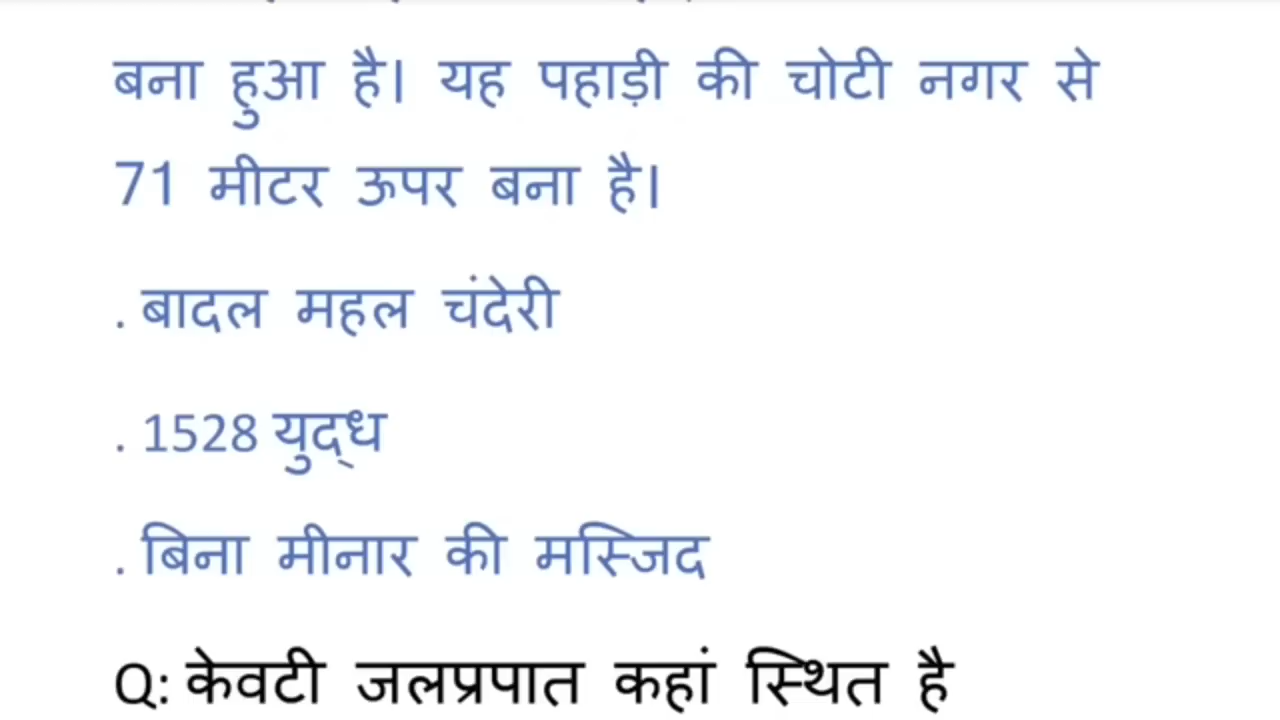 बना हुआ है। यह पहाड़ी की चोटी नगर से
71 मीटर ऊपर बना है।
. बादल महल चंदेरी
. 1528 युद्ध
. बिना मीनार की मस्जिद
Q: केवटी जलप्रपात कहां स्थित है